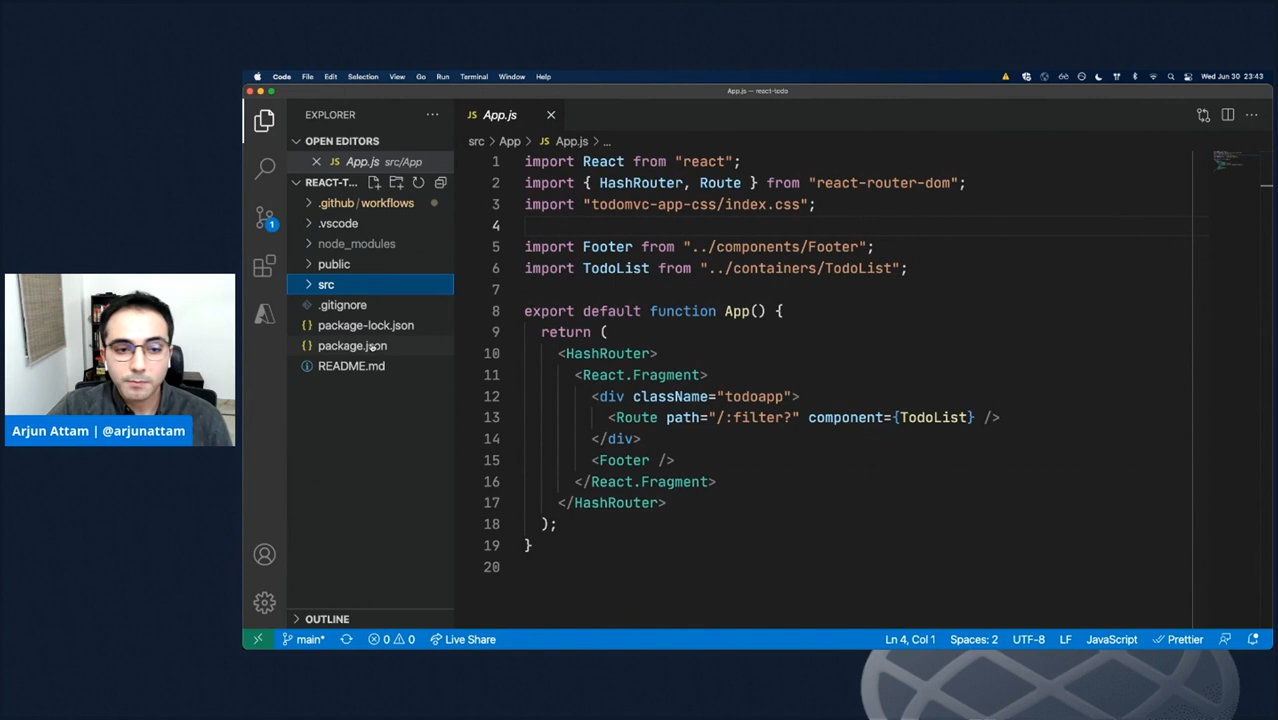 Code File Edit Selection View Go Run Terminal Window Help Wed Jun 30 23:43
App.js — react-todo
EXPLORER
OPEN EDITORS
JS App.js src/App
REACT-T...
.github/workflows
.vscode
node_modules
public
src
.gitignore
{} package-lock.json
{} package.json
README.md
OUTLINE
JS App.js
src > App > JS App.js > ...
1 import React from "react";
2 import { HashRouter, Route } from "react-router-dom";
3 import "todomvc-app-css/index.css";
4
5 import Footer from "../components/Footer";
6 import TodoList from "../containers/TodoList";
7
8 export default function App() {
9 return (
10 <HashRouter>
11 <React.Fragment>
12 <div className="todoapp">
13 <Route path="/:filter?" component={TodoList} />
14 </div>
15 <Footer />
16 </React.Fragment>
17 </HashRouter>
18 );
19 }
20
1
main* 0 0 Live Share Ln 4, Col 1 Spaces: 2 UTF-8 LF JavaScript Prettier
Arjun Attam | @arjunattam